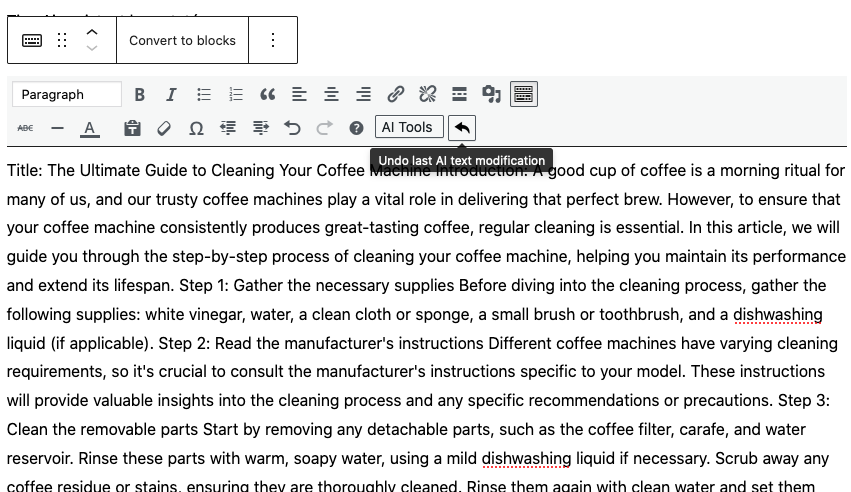 Convert to blocks
Paragraph
B I
ABC A
AI Tools
Undo last AI text modification
Title: The Ultimate Guide to Cleaning Your Coffee Machine Introduction: A good cup of coffee is a morning ritual for
many of us, and our trusty coffee machines play a vital role in delivering that perfect brew. However, to ensure that
your coffee machine consistently produces great-tasting coffee, regular cleaning is essential. In this article, we will
guide you through the step-by-step process of cleaning your coffee machine, helping you maintain its performance
and extend its lifespan. Step 1: Gather the necessary supplies Before diving into the cleaning process, gather the
following supplies: white vinegar, water, a clean cloth or sponge, a small brush or toothbrush, and a dishwashing
liquid (if applicable). Step 2: Read the manufacturer's instructions Different coffee machines have varying cleaning
requirements, so it's crucial to consult the manufacturer's instructions specific to your model. These instructions
will provide valuable insights into the cleaning process and any specific recommendations or precautions. Step 3:
Clean the removable parts Start by removing any detachable parts, such as the coffee filter, carafe, and water
reservoir. Rinse these parts with warm, soapy water, using a mild dishwashing liquid if necessary. Scrub away any
coffee residue or stains, ensuring they are thoroughly cleaned. Rinse them again with clean water and set them